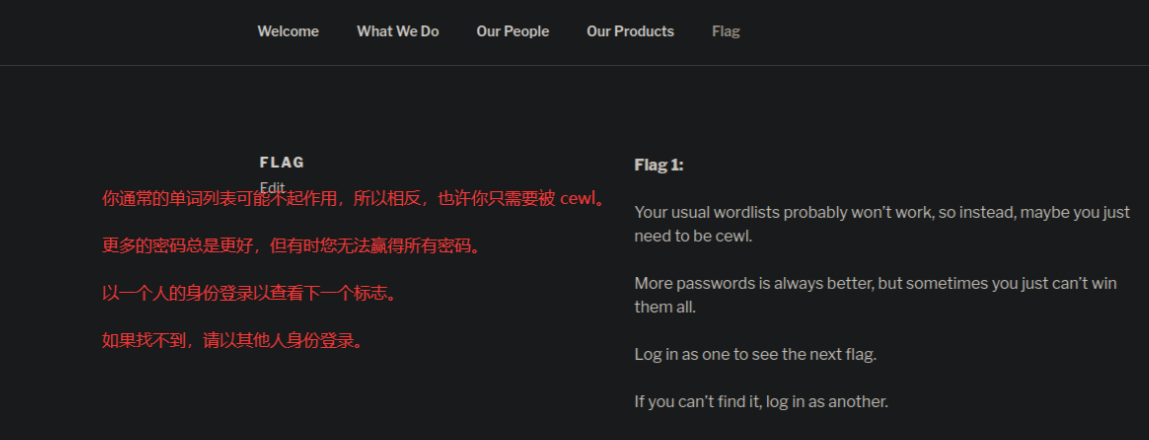 Welcome What We Do Our People Our Products Flag
FLAG
Edit
你通常的单词列表可能不起作用，所以相反，也许你只需要被 cewl。
更多的密码总是更好，但有时您无法赢得所有密码。
以一个人的身份登录以查看下一个标志。
如果找不到，请以其他人身份登录。
Flag 1:
Your usual wordlists probably won’t work, so instead, maybe you just
need to be cewl.
More passwords is always better, but sometimes you just can’t win
them all.
Log in as one to see the next flag.
If you can’t find it, log in as another.